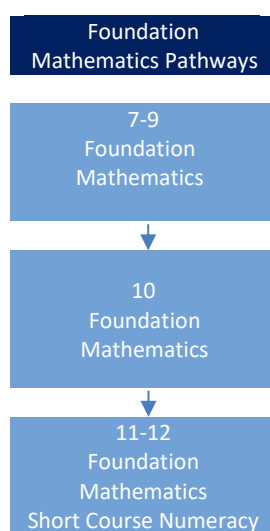 Foundation
Mathematics Pathways
7-9
Foundation
Mathematics
10
Foundation
Mathematics
11-12
Foundation
Mathematics
Short Course Numeracy